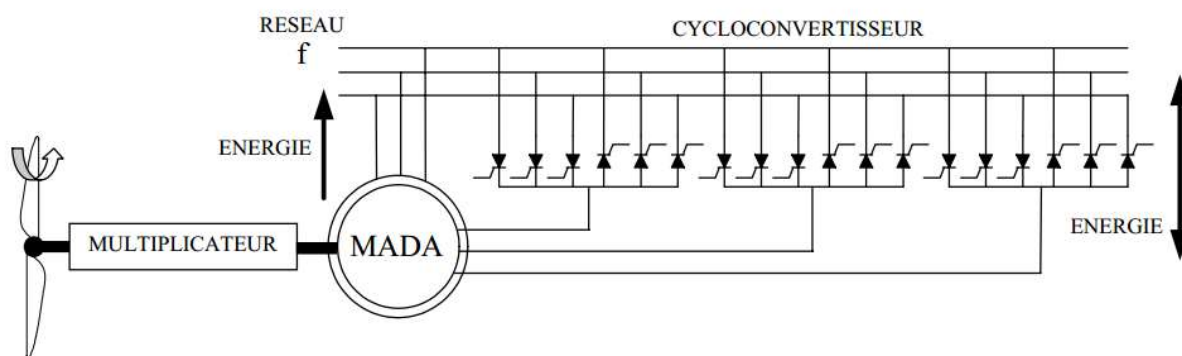 RESEAU
f
CYCLOCONVERTISSEUR
ENERGIE
MULTIPLICATEUR
MADA
ENERGIE